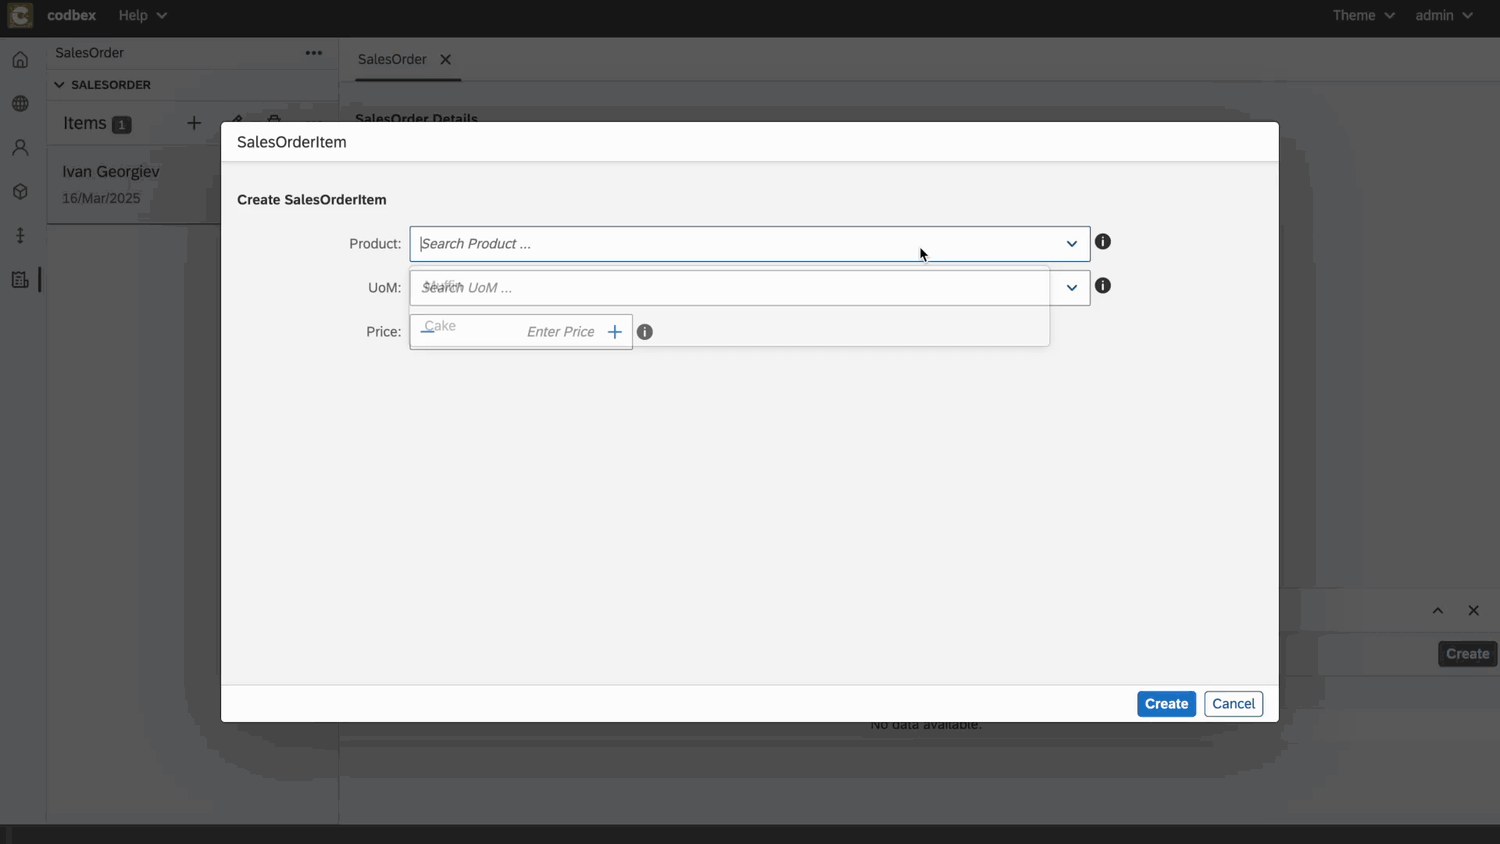 codbex Help Theme admin
SalesOrder
SALESORDER
Items 1
Ivan Georgiev
16/Mar/2025
SalesOrder
SalesOrder Details
SalesOrderItem
Create SalesOrderItem
Product: Search Product ...
UoM: Search UoM ...
Cake
Price: Enter Price
Create Cancel
Create
No data available.